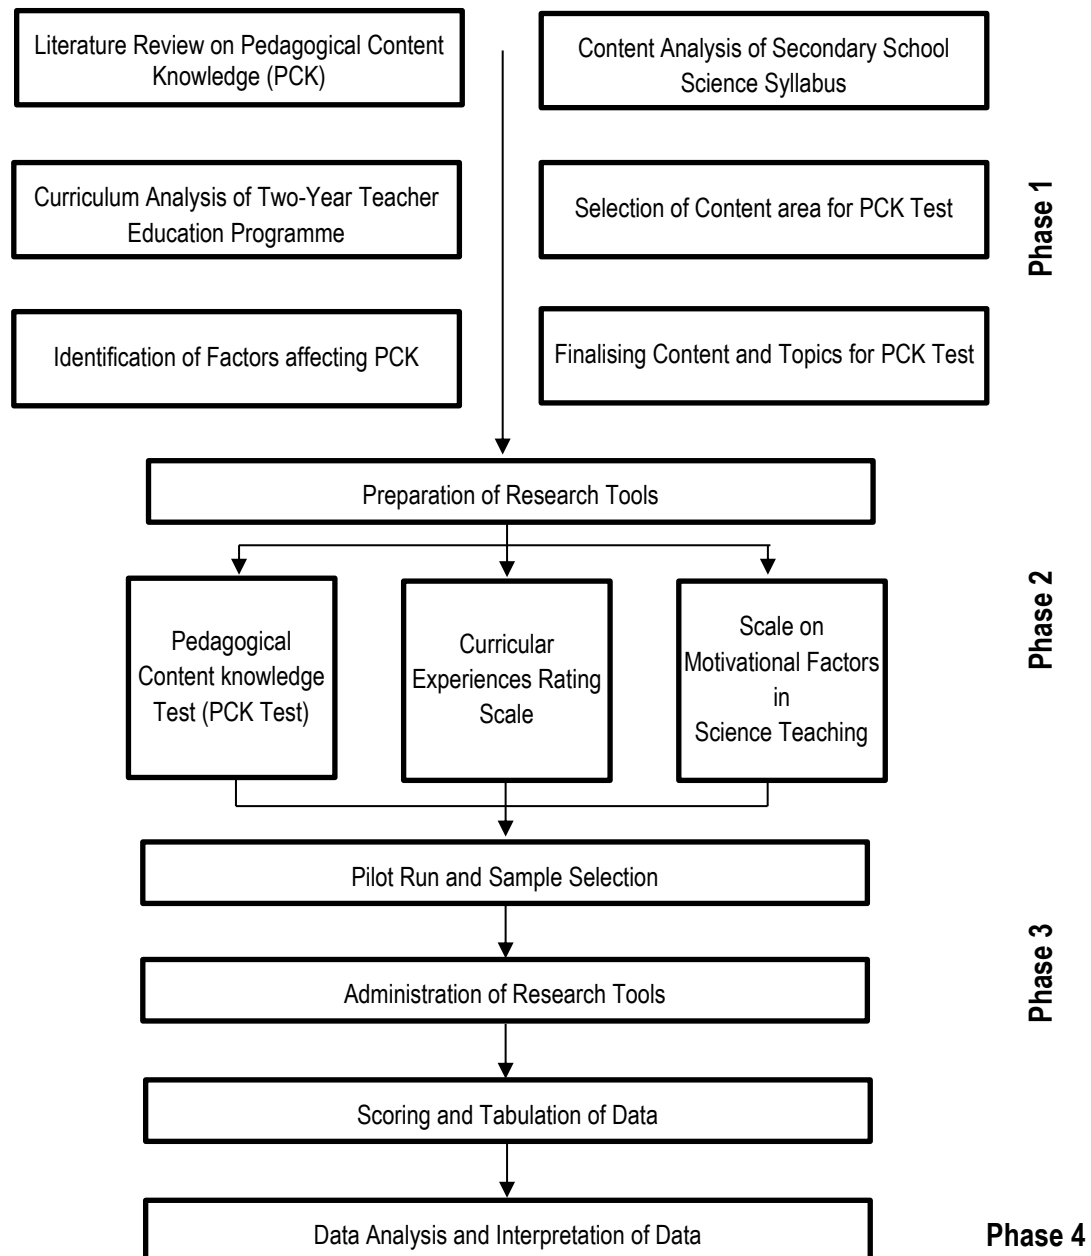 Literature Review on Pedagogical Content
Knowledge (PCK)
Content Analysis of Secondary School
Science Syllabus
Curriculum Analysis of Two-Year Teacher
Education Programme
Selection of Content area for PCK Test
Identification of Factors affecting PCK
Finalising Content and Topics for PCK Test
Phase 1
Preparation of Research Tools
Pedagogical
Content knowledge
Test (PCK Test)
Curricular
Experiences Rating
Scale
Scale on
Motivational Factors
in
Science Teaching
Phase 2
Pilot Run and Sample Selection
Administration of Research Tools
Phase 3
Scoring and Tabulation of Data
Data Analysis and Interpretation of Data
Phase 4